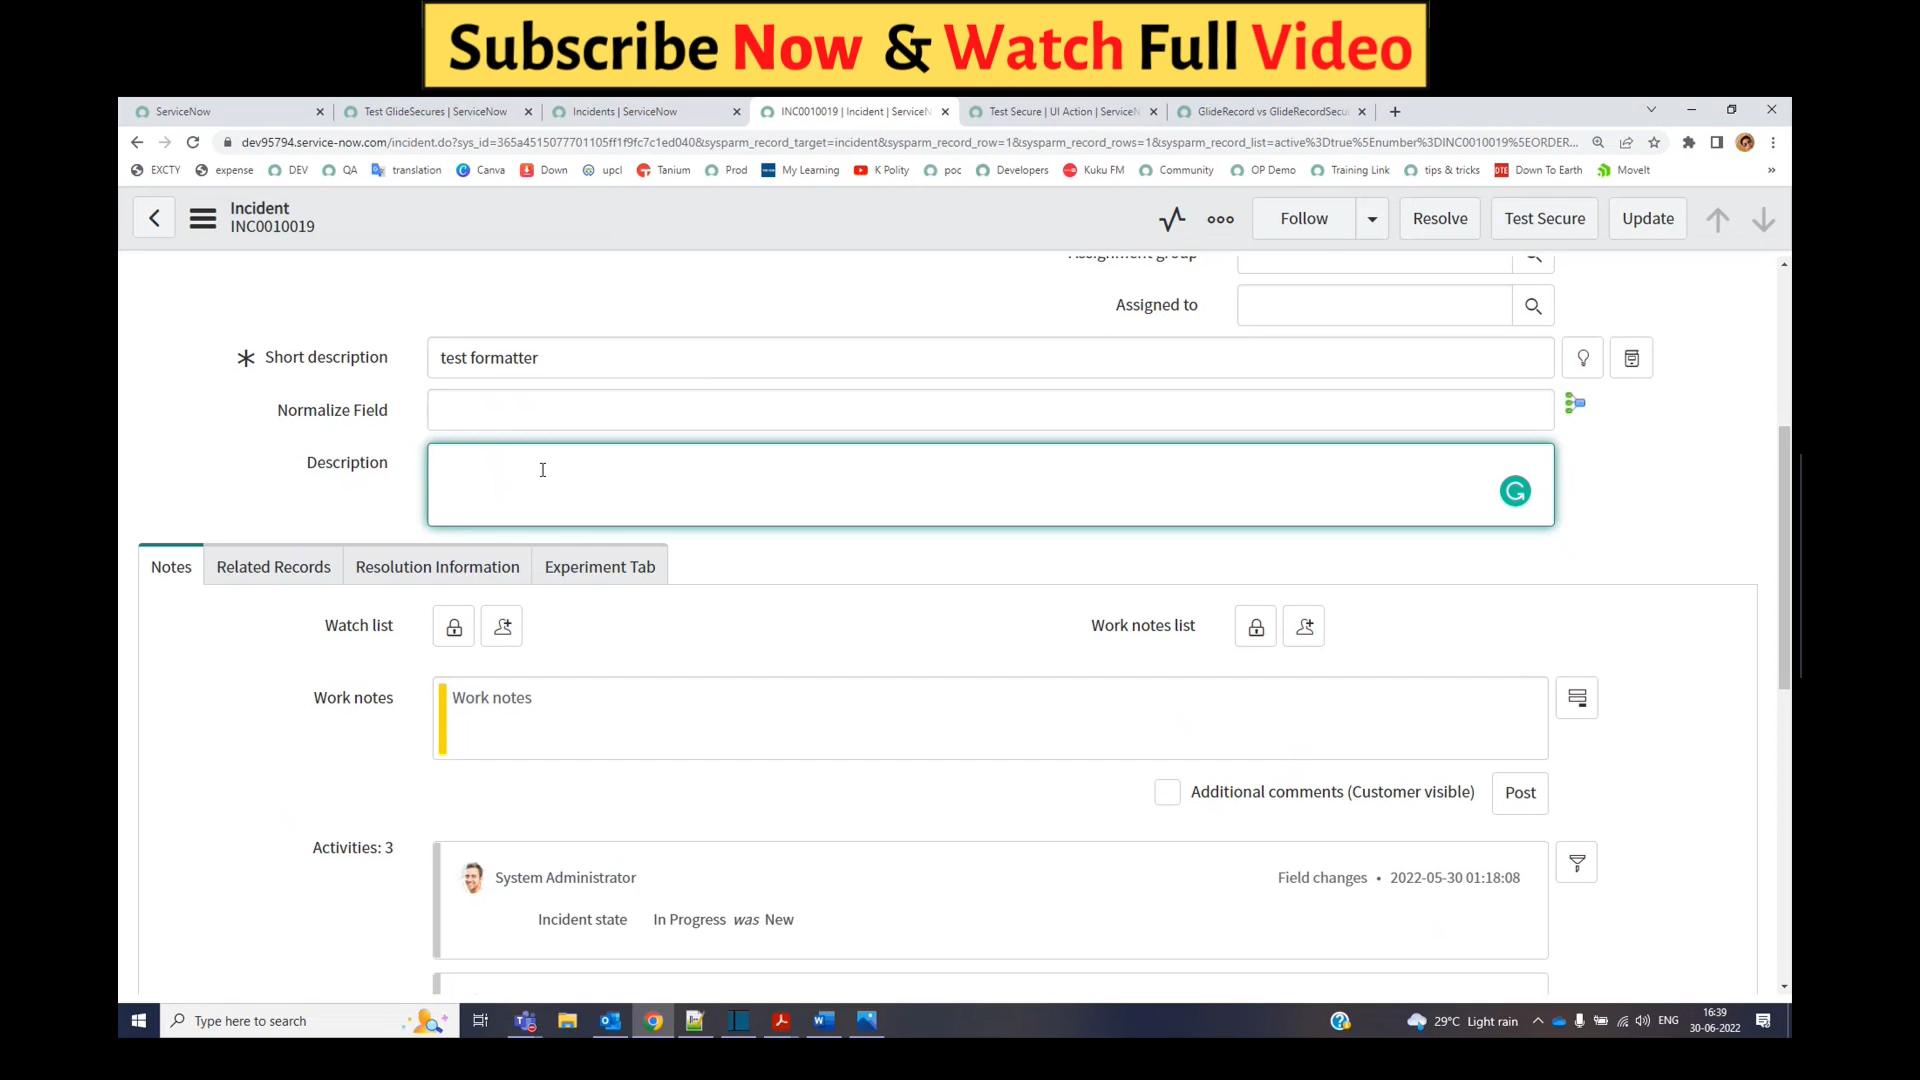 Subscribe Now & Watch Full Video
ServiceNow
Test GlideSecures | ServiceNow
Incidents | ServiceNow
INC0010019 | Incident | ServiceN
Test Secure | UI Action | Service
GlideRecord vs GlideRecordSecu
dev95794.service-now.com/incident.do?sys_id=365a4515077701105ff1f9fc7c1ed040&sysparm_record_target=incident&sysparm_record_row=1&sysparm_record_rows=1&sysparm_record_list=active%3Dtrue%5Enumber%3DINC0010019%5EORDER...
EXCTY
expense
DEV
QA
translation
Canva
Down
upcl
Tanium
Prod
My Learning
K Polity
poc
Developers
Kuku FM
Community
OP Demo
Training Link
tips & tricks
DTE
Down To Earth
MoveIt
»
Incident
INC0010019
Follow
Resolve
Test Secure
Update
Assignment group
Assigned to
Short description
test formatter
Normalize Field
Description
Notes
Related Records
Resolution Information
Experiment Tab
Watch list
Work notes list
Work notes
Work notes
Additional comments (Customer visible)
Post
Activities: 3
System Administrator
Field changes • 2022-05-30 01:18:08
Incident state In Progress was New
Type here to search
29°C Light rain
ENG
16:39
30-06-2022